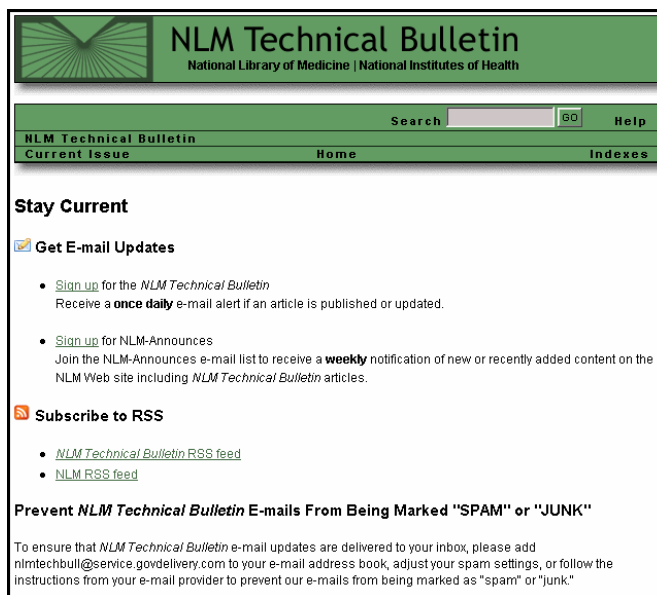 NLM Technical Bulletin
National Library of Medicine | National Institutes of Health
Search GO Help
NLM Technical Bulletin
Current Issue Home Indexes
Stay Current
Get E-mail Updates
• Sign up for the NLM Technical Bulletin
Receive a once daily e-mail alert if an article is published or updated.
• Sign up for NLM-Announces
Join the NLM-Announces e-mail list to receive a weekly notification of new or recently added content on the
NLM Web site including NLM Technical Bulletin articles.
Subscribe to RSS
• NLM Technical Bulletin RSS feed
• NLM RSS feed
Prevent NLM Technical Bulletin E-mails From Being Marked "SPAM" or "JUNK"
To ensure that NLM Technical Bulletin e-mail updates are delivered to your inbox, please add
nlmtechbull@service.govdelivery.com to your e-mail address book, adjust your spam settings, or follow the
instructions from your e-mail provider to prevent our e-mails from being marked as "spam" or "junk."